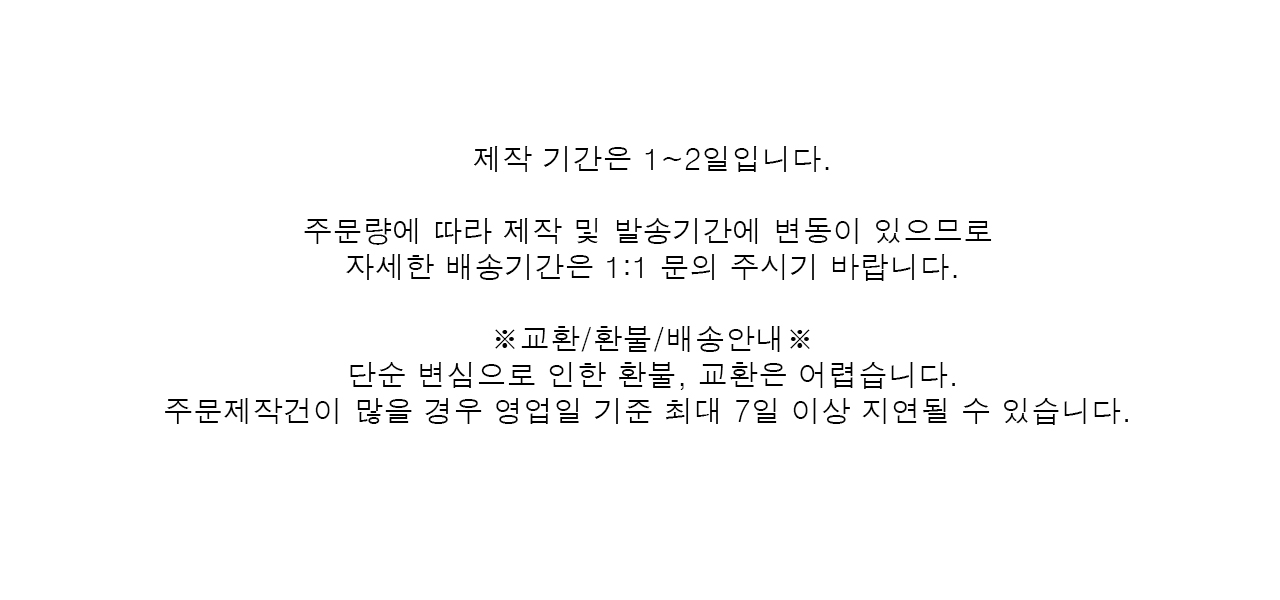 제작 기간은 1~2일입니다.
주문량에 따라 제작 및 발송기간에 변동이 있으므로
자세한 배송기간은 1:1 문의 주시기 바랍니다.
※교환/환불/배송안내※
단순 변심으로 인한 환불, 교환은 어렵습니다.
주문제작건이 많을 경우 영업일 기준 최대 7일 이상 지연될 수 있습니다.